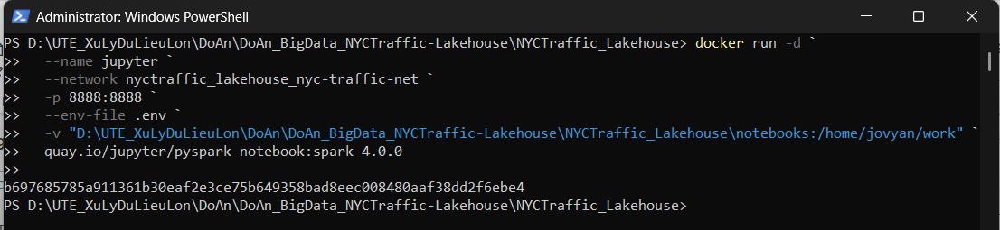 Administrator: Windows PowerShell
PS D:\UTE_XuLyDuLieuLon\DoAn\DoAn_BigData_NYCTraffic-Lakehouse\NYCTraffic_Lakehouse> docker run -d `
>>   --name jupyter `
>>   --network nyctraffic_lakehouse_nyc-traffic-net `
>>   -p 8888:8888 `
>>   --env-file .env `
>>   -v "D:\UTE_XuLyDuLieuLon\DoAn\DoAn_BigData_NYCTraffic-Lakehouse\NYCTraffic_Lakehouse\notebooks:/home/jovyan/work" `
>>   quay.io/jupyter/pyspark-notebook:spark-4.0.0
>>
b697685785a911361b30eaf2e3ce75b649358bad8eec008480aaf38dd2f6ebe4
PS D:\UTE_XuLyDuLieuLon\DoAn\DoAn_BigData_NYCTraffic-Lakehouse\NYCTraffic_Lakehouse>